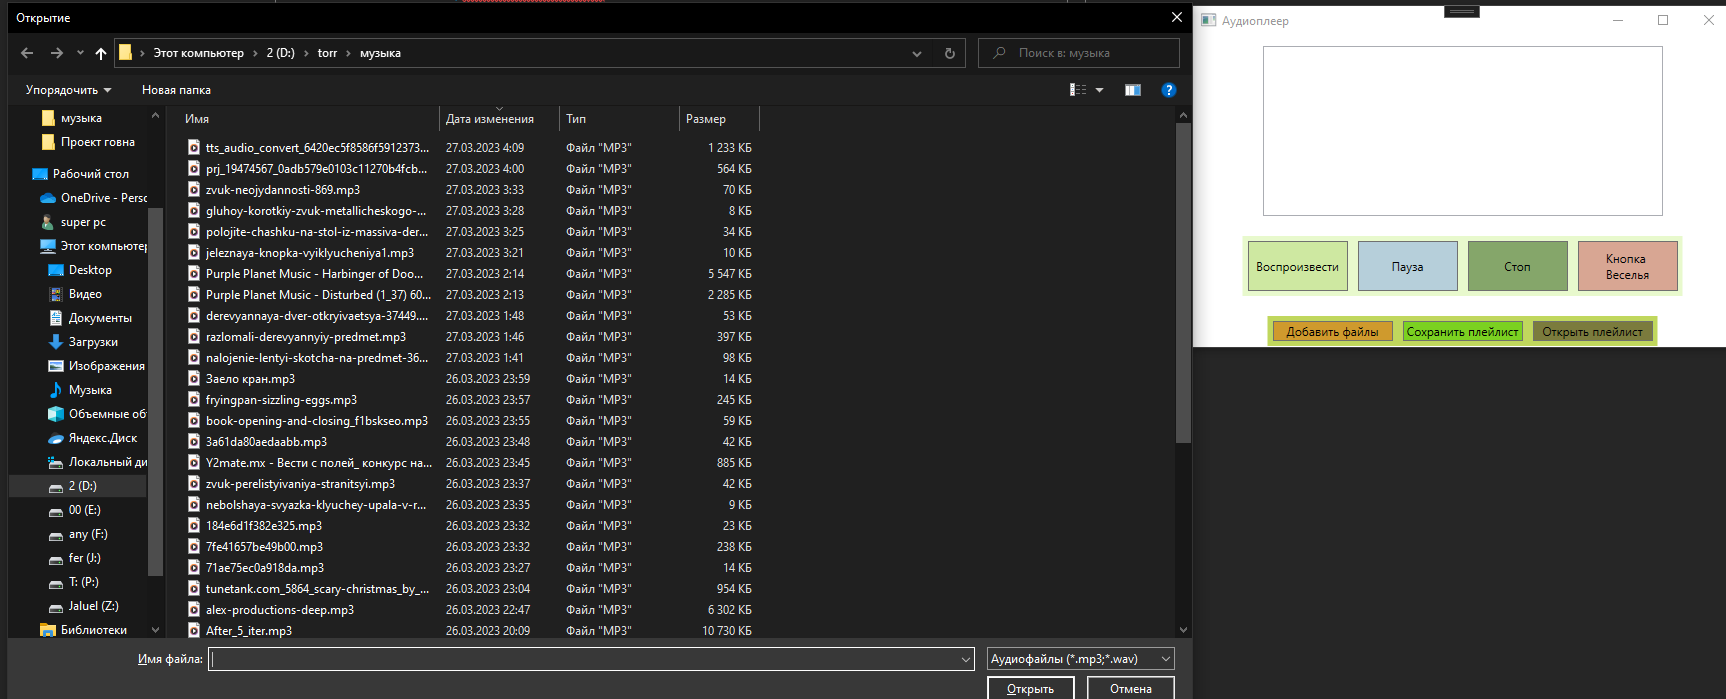 Открытие
Этот компьютер > 2 (D:) > torr > музыка
Поиск в: музыка
Упорядочить
Новая папка
музыка
Проект говна
Рабочий стол
OneDrive - Persc
super pc
Этот компьютер
Desktop
Видео
Документы
Загрузки
Изображения
Музыка
Объемные об
Яндекс.Диск
Локальный ди
2 (D:)
00 (E:)
any (F:)
fer (J:)
T: (P:)
Jaluel (Z:)
Библиотеки
Имя Дата изменения Тип Размер
tts_audio_convert_6420ec5f8586f5912373... 27.03.2023 4:09 Файл "MP3" 1 233 КБ
prj_19474567_0adb579e0103c11270b4fcb... 27.03.2023 4:00 Файл "MP3" 564 КБ
zvuk-neojydannosti-869.mp3 27.03.2023 3:33 Файл "MP3" 70 КБ
gluhoy-korotkiy-zvuk-metallicheskogo-... 27.03.2023 3:28 Файл "MP3" 8 КБ
polojite-chashku-na-stol-iz-massiva-der... 27.03.2023 3:25 Файл "MP3" 34 КБ
jeleznaya-knopka-vyiklyucheniya1.mp3 27.03.2023 3:21 Файл "MP3" 10 КБ
Purple Planet Music - Harbinger of Doo... 27.03.2023 2:14 Файл "MP3" 5 547 КБ
Purple Planet Music - Disturbed (1_37) 60... 27.03.2023 2:13 Файл "MP3" 2 285 КБ
derevyannaya-dver-otkryivaetsya-37449.... 27.03.2023 1:48 Файл "MP3" 53 КБ
razlomali-derevyannyiy-predmet.mp3 27.03.2023 1:46 Файл "MP3" 397 КБ
nalojenie-lentyi-skotcha-na-predmet-36... 27.03.2023 1:41 Файл "MP3" 98 КБ
Заело кран.mp3 26.03.2023 23:59 Файл "MP3" 14 КБ
fryingpan-sizzling-eggs.mp3 26.03.2023 23:57 Файл "MP3" 245 КБ
book-opening-and-closing_f1bskseo.mp3 26.03.2023 23:55 Файл "MP3" 59 КБ
3a61da80aedaabb.mp3 26.03.2023 23:48 Файл "MP3" 42 КБ
Y2mate.mx - Вести с полей_ конкурс на... 26.03.2023 23:45 Файл "MP3" 885 КБ
zvuk-perelistyivaniya-stranitsyi.mp3 26.03.2023 23:37 Файл "MP3" 42 КБ
nebolshaya-svyazka-klyuchey-upala-v-r... 26.03.2023 23:32 Файл "MP3" 9 КБ
184e6d1f382e325.mp3 26.03.2023 23:32 Файл "MP3" 23 КБ
7fe41657be49b00.mp3 26.03.2023 23:32 Файл "MP3" 238 КБ
71ae75ec0a918da.mp3 26.03.2023 23:27 Файл "MP3" 14 КБ
tunetank.com_5864_scary-christmas_by_... 26.03.2023 23:04 Файл "MP3" 954 КБ
alex-productions-deep.mp3 26.03.2023 22:47 Файл "MP3" 6 302 КБ
After_5_iter.mp3 26.03.2023 20:09 Файл "MP3" 10 730 КБ
Имя файла:
Аудиофайлы (*.mp3;*.wav)
Открыть
Отмена
Аудиоплеер
Воспроизвести
Пауза
Стоп
Кнопка
Веселья
Добавить файлы
Сохранить плейлист
Открыть плейлист